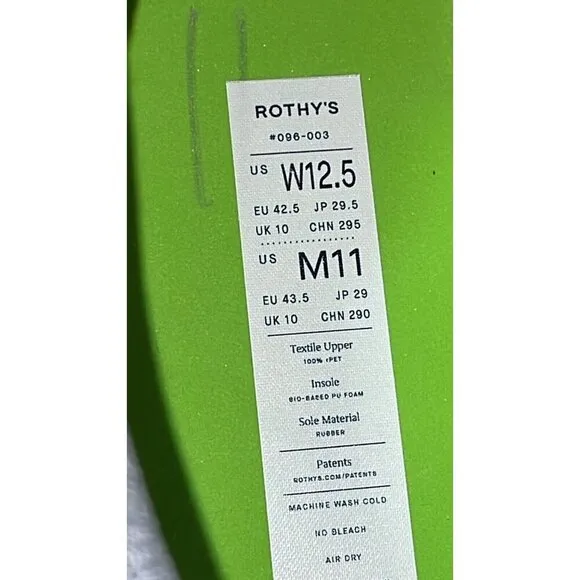 ROTHY'S
#096-003
US W12.5
EU 42.5 JP 29.5
UK 10 CHN 295
US M11
EU 43.5 JP 29
UK 10 CHN 290
Textile Upper
100% rPET
Insole
BIO-BASED PU FOAM
Sole Material
RUBBER
Patents
ROTHYS.COM/PATENTS
MACHINE WASH COLD
NO BLEACH
AIR DRY